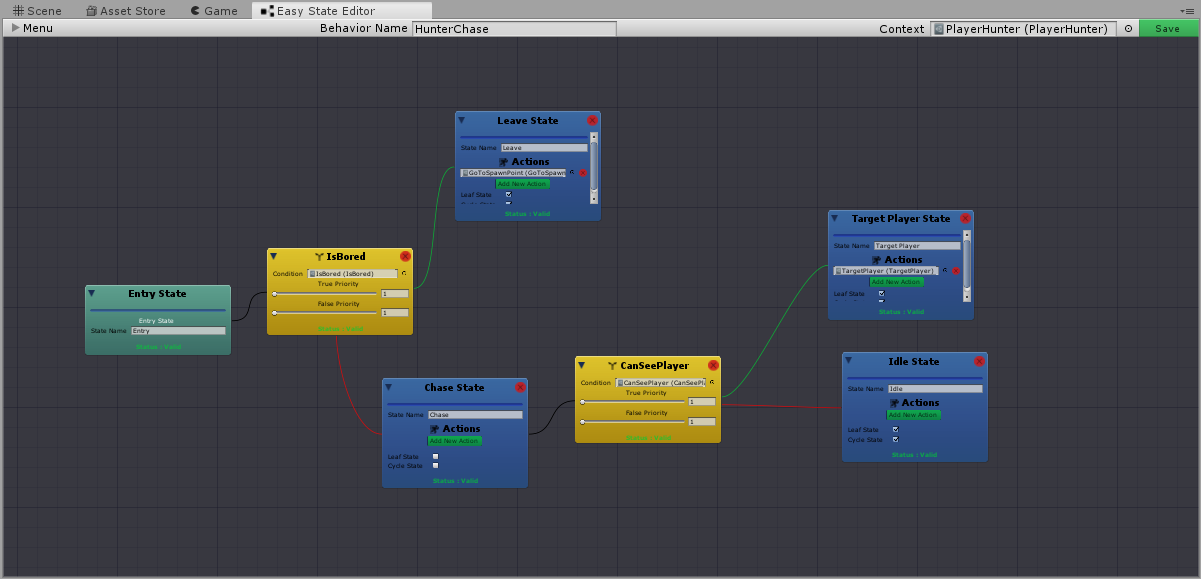 Scene Asset Store Game Easy State Editor
Menu Behavior Name HunterChase Context PlayerHunter (PlayerHunter) Save
Leave State
State Name Leave
Actions
GoToSpawnPoint (GoToSpawn
Add New Action
Leaf State
Status : Valid
Target Player State
State Name Target Player
Actions
TargetPlayer (TargetPlayer)
Add New Action
Leaf State
Status : Valid
IsBored
Condition IsBored (IsBored)
True Priority
1
False Priority
1
Status : Valid
Entry State
Entry State
State Name Entry
Status : Valid
Chase State
State Name Chase
Actions
Add New Action
Leaf State
Cycle State
Status : Valid
CanSeePlayer
Condition CanSeePlayer (CanSeePl
True Priority
1
False Priority
1
Status : Valid
Idle State
State Name Idle
Actions
Add New Action
Leaf State
Cycle State
Status : Valid